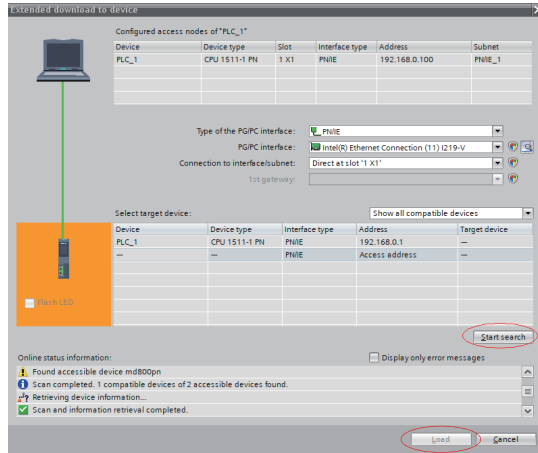 Extended download to device
Configured access nodes of "PLC_1"
Device Device type Slot Interface type Address Subnet
PLC_1 CPU 1511-1 PN 1 X1 PN/IE 192.168.0.100 PN/IE_1
Type of the PG/PC interface: PN/IE
PG/PC interface: Intel(R) Ethernet Connection (11) I219-V
Connection to interface/subnet: Direct at slot '1 X1'
1st gateway:
Select target device: Show all compatible devices
Device Device type Interface type Address Target device
PLC_1 CPU 1511-1 PN PN/IE 192.168.0.1 —
— — PN/IE Access address —
Flash LED
Start search
Online status information: Display only error messages
Found accessible device md800pn
Scan completed. 1 compatible devices of 2 accessible devices found.
Retrieving device information...
Scan and information retrieval completed.
Load Cancel